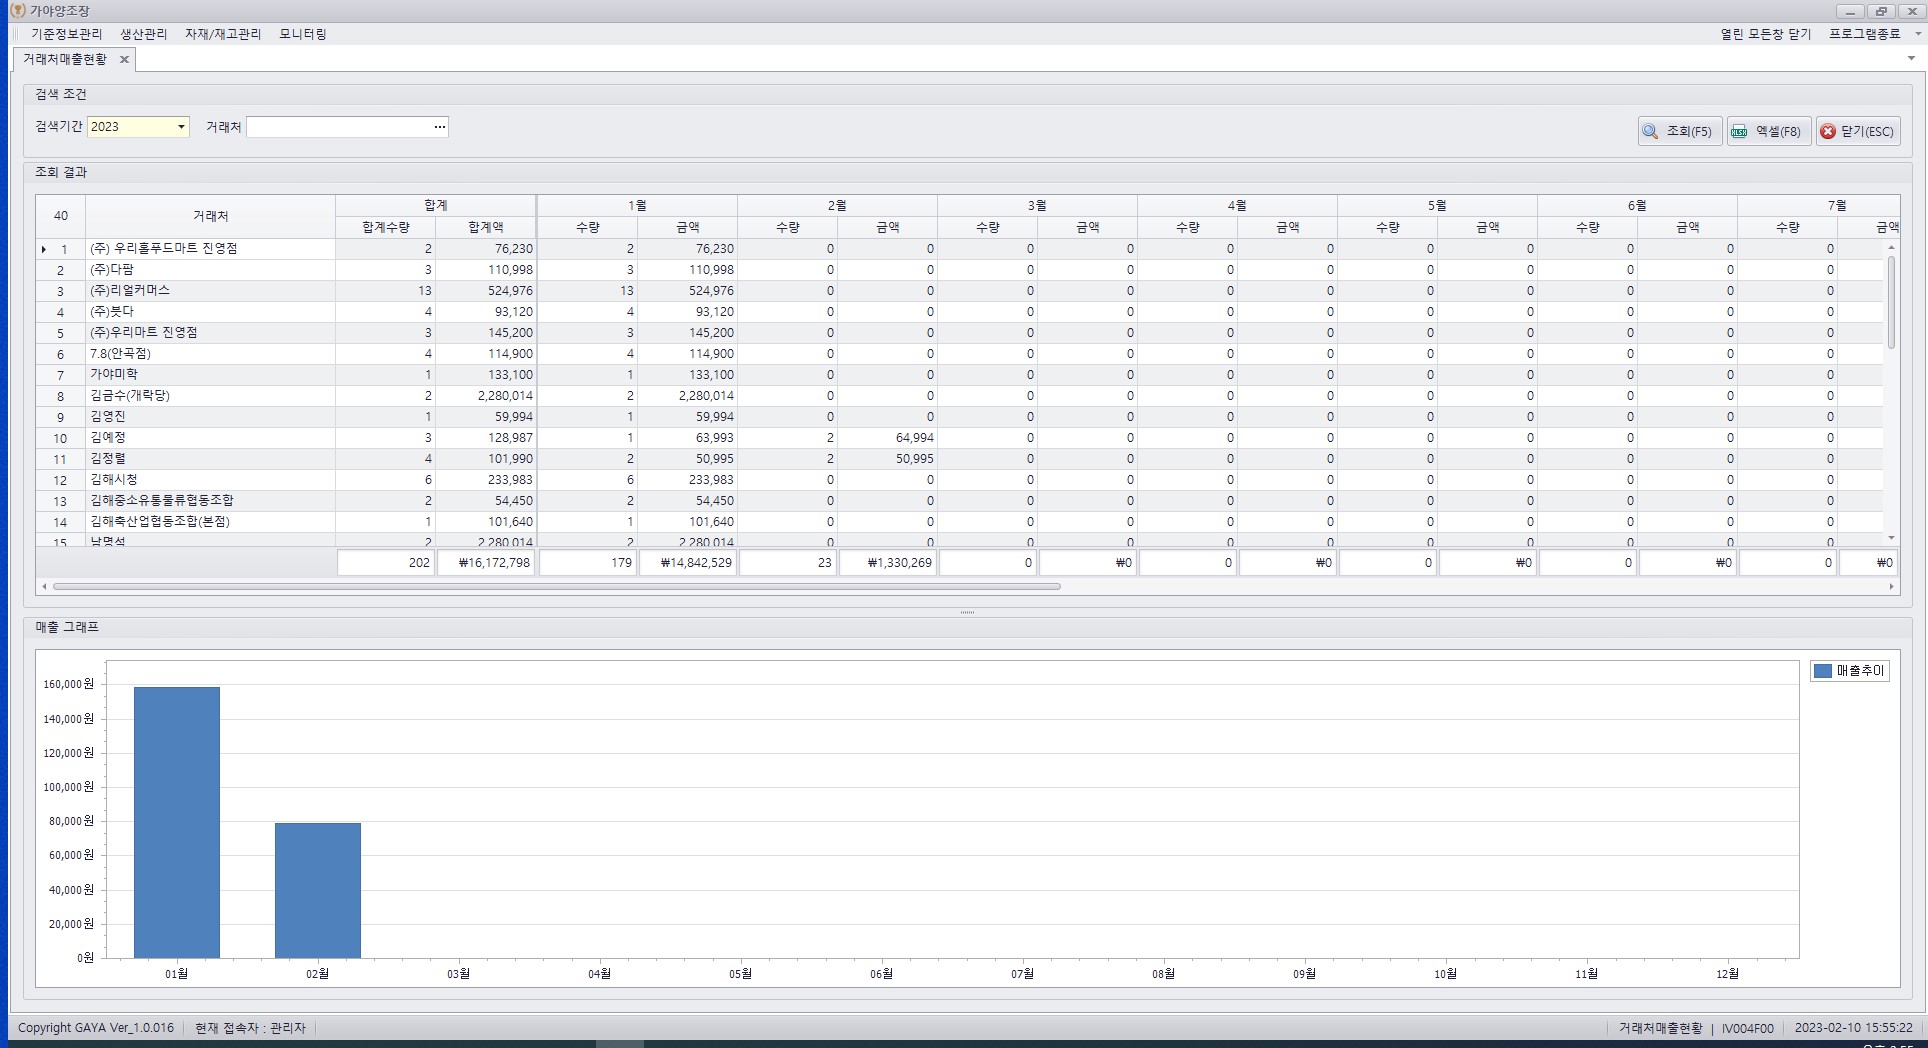 가야양조장
기준정보관리 생산관리 자재/재고관리 모니터링 열린 모든창 닫기 프로그램종료
거래처매출현황
검색 조건
검색기간 2023 거래처 ... 조회(F5) 엑셀(F8) 닫기(ESC)
조회 결과
40 거래처 합계 1월 2월 3월 4월 5월 6월 7월
합계수량 합계액 수량 금액 수량 금액 수량 금액 수량 금액 수량 금액 수량 금액 수량 금액
1 (주) 우리홀푸드마트 진영점 2 76,230 2 76,230 0 0 0 0 0 0 0 0 0 0 0
2 (주)다팜 3 110,998 3 110,998 0 0 0 0 0 0 0 0 0 0 0
3 (주)리얼커머스 13 524,976 13 524,976 0 0 0 0 0 0 0 0 0 0 0
4 (주)붓다 4 93,120 4 93,120 0 0 0 0 0 0 0 0 0 0 0
5 (주)우리마트 진영점 3 145,200 3 145,200 0 0 0 0 0 0 0 0 0 0 0
6 7.8(안곡점) 4 114,900 4 114,900 0 0 0 0 0 0 0 0 0 0 0
7 가야미학 1 133,100 1 133,100 0 0 0 0 0 0 0 0 0 0 0
8 김금수(개락당) 2 2,280,014 2 2,280,014 0 0 0 0 0 0 0 0 0 0 0
9 김영진 1 59,994 1 59,994 0 0 0 0 0 0 0 0 0 0 0
10 김예정 3 128,987 1 63,993 2 64,994 0 0 0 0 0 0 0 0 0
11 김정렬 4 101,990 2 50,995 2 50,995 0 0 0 0 0 0 0 0 0
12 김해시청 6 233,983 6 233,983 0 0 0 0 0 0 0 0 0 0 0
13 김해중소유통물류협동조합 2 54,450 2 54,450 0 0 0 0 0 0 0 0 0 0 0
14 김해축산업협동조합(본점) 1 101,640 1 101,640 0 0 0 0 0 0 0 0 0 0 0
15 남명석 2 2,280,014 2 2,280,014 0 0 0 0 0 0 0 0 0 0 0
202 ₩16,172,798 179 ₩14,842,529 23 ₩1,330,269 0 ₩0 0 ₩0 0 ₩0 0 ₩0 0 ₩0
매출 그래프
매출추이
160,000원
140,000원
120,000원
100,000원
80,000원
60,000원
40,000원
20,000원
0원
01월 02월 03월 04월 05월 06월 07월 08월 09월 10월 11월 12월
Copyright GAYA Ver_1.0.016 현재 접속자 : 관리자 거래처매출현황 | IV004F00 2023-02-10 15:55:22